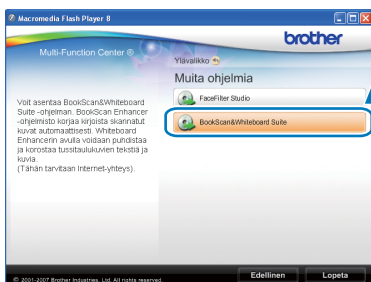 Macromedia Flash Player 8
brother
Multi-Function Center ®
Ylävalikko
Muita ohjelmia
FaceFilter Studio
BookScan&Whiteboard Suite
Voit asentaa BookScan&Whiteboard
Suite -ohjelman. BookScan Enhancer
-ohjelmisto korjaa kirjoista skannatut
kuvat automaattisesti. Whiteboard
Enhancerin avulla voidaan puhdistaa
ja korostaa tussitaulukuvien tekstiä ja
kuvia.
(Tähän tarvitaan Internet-yhteys).
Edellinen
Lopeta
© 2001-2007 Brother Industries, Ltd. All rights reserved.